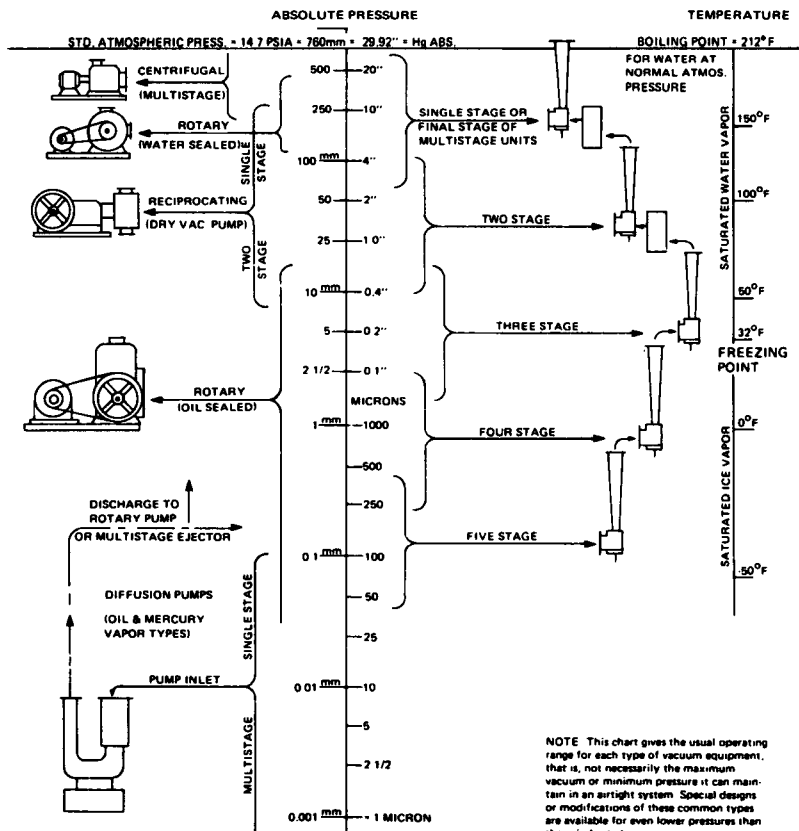 ABSOLUTE PRESSURE
TEMPERATURE
STD. ATMOSPHERIC PRESS. = 14 7 PSIA = 760mm = 29.92'' = Hg ABS.
BOILING POINT = 212°F
FOR WATER AT
NORMAL ATMOS.
PRESSURE
CENTRIFUGAL
(MULTISTAGE)
ROTARY
(WATER SEALED)
SINGLE
STAGE
RECIPROCATING
(DRY VAC PUMP)
TWO
STAGE
ROTARY
(OIL SEALED)
DISCHARGE TO
ROTARY PUMP
OR MULTISTAGE EJECTOR
DIFFUSION PUMPS
(OIL & MERCURY
VAPOR TYPES)
SINGLE STAGE
PUMP INLET
MULTISTAGE
500 20''
250 10''
100 mm 4''
50 2''
25 1 0''
10 mm 0.4''
5 0 2''
2 1/2 0 1''
MICRONS
1 mm 1000
500
250
0 1 mm 100
50
25
0 01 mm 10
5
2 1/2
0.001 mm = 1 MICRON
SINGLE STAGE OR
FINAL STAGE OF
MULTISTAGE UNITS
TWO STAGE
THREE STAGE
FOUR STAGE
FIVE STAGE
SATURATED WATER VAPOR
150°F
100°F
50°F
32°F
FREEZING
POINT
SATURATED ICE VAPOR
0°F
-50°F
NOTE This chart gives the usual operating
range for each type of vacuum equipment,
that is, not necessarily the maximum
vacuum or minimum pressure it can main-
tain in an airtight system Special designs
or modifications of these common types
are available for even lower pressures than